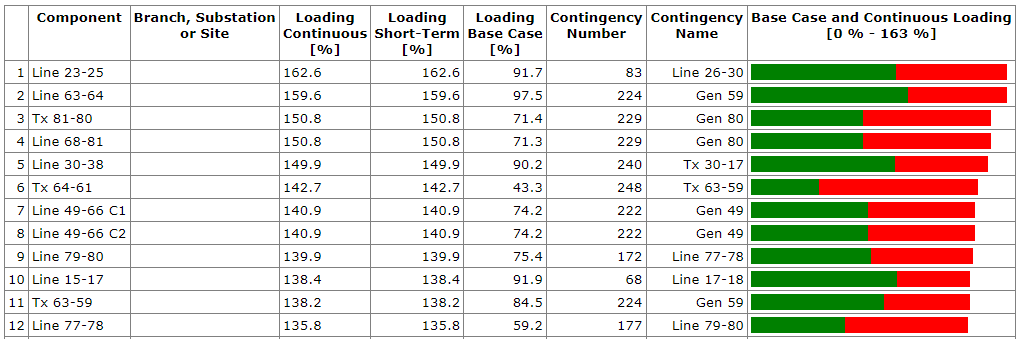 Component Branch, Substation or Site Loading Continuous [%] Loading Short-Term [%] Loading Base Case [%] Contingency Number Contingency Name Base Case and Continuous Loading [0 % - 163 %]
1 Line 23-25 162.6 162.6 91.7 83 Line 26-30
2 Line 63-64 159.6 159.6 97.5 224 Gen 59
3 Tx 81-80 150.8 150.8 71.4 229 Gen 80
4 Line 68-81 150.8 150.8 71.3 229 Gen 80
5 Line 30-38 149.9 149.9 90.2 240 Tx 30-17
6 Tx 64-61 142.7 142.7 43.3 248 Tx 63-59
7 Line 49-66 C1 140.9 140.9 74.2 222 Gen 49
8 Line 49-66 C2 140.9 140.9 74.2 222 Gen 49
9 Line 79-80 139.9 139.9 75.4 172 Line 77-78
10 Line 15-17 138.4 138.4 91.9 68 Line 17-18
11 Tx 63-59 138.2 138.2 84.5 224 Gen 59
12 Line 77-78 135.8 135.8 59.2 177 Line 79-80